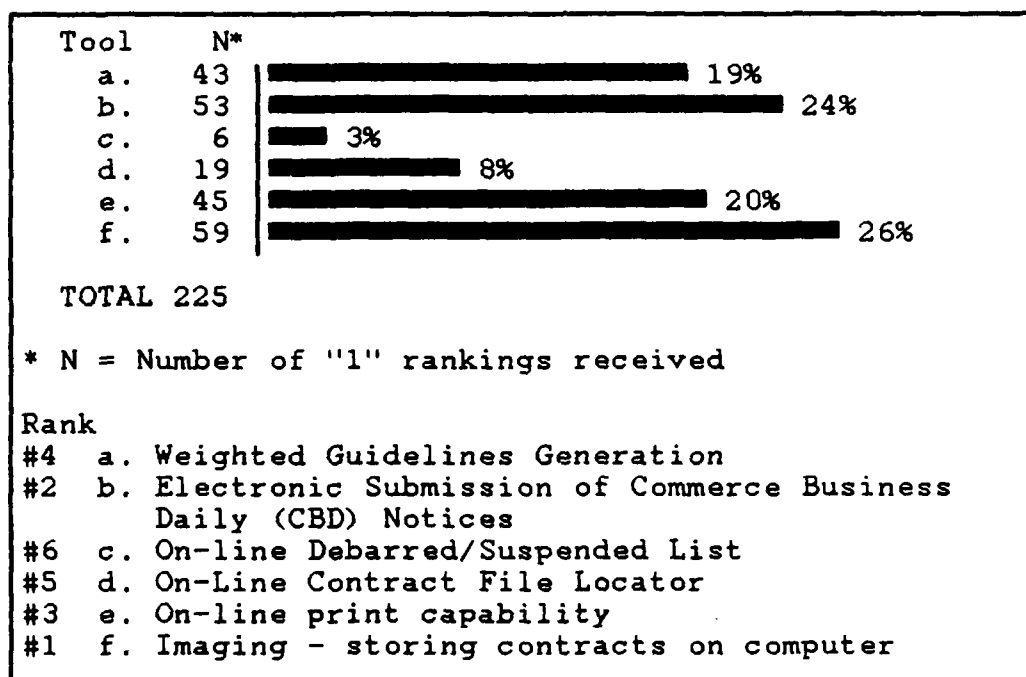 Tool N*
a. 43 19%
b. 53 24%
c. 6 3%
d. 19 8%
e. 45 20%
f. 59 26%
TOTAL 225
* N = Number of "1" rankings received
Rank
#4 a. Weighted Guidelines Generation
#2 b. Electronic Submission of Commerce Business
Daily (CBD) Notices
#6 c. On-line Debarred/Suspended List
#5 d. On-Line Contract File Locator
#3 e. On-line print capability
#1 f. Imaging - storing contracts on computer